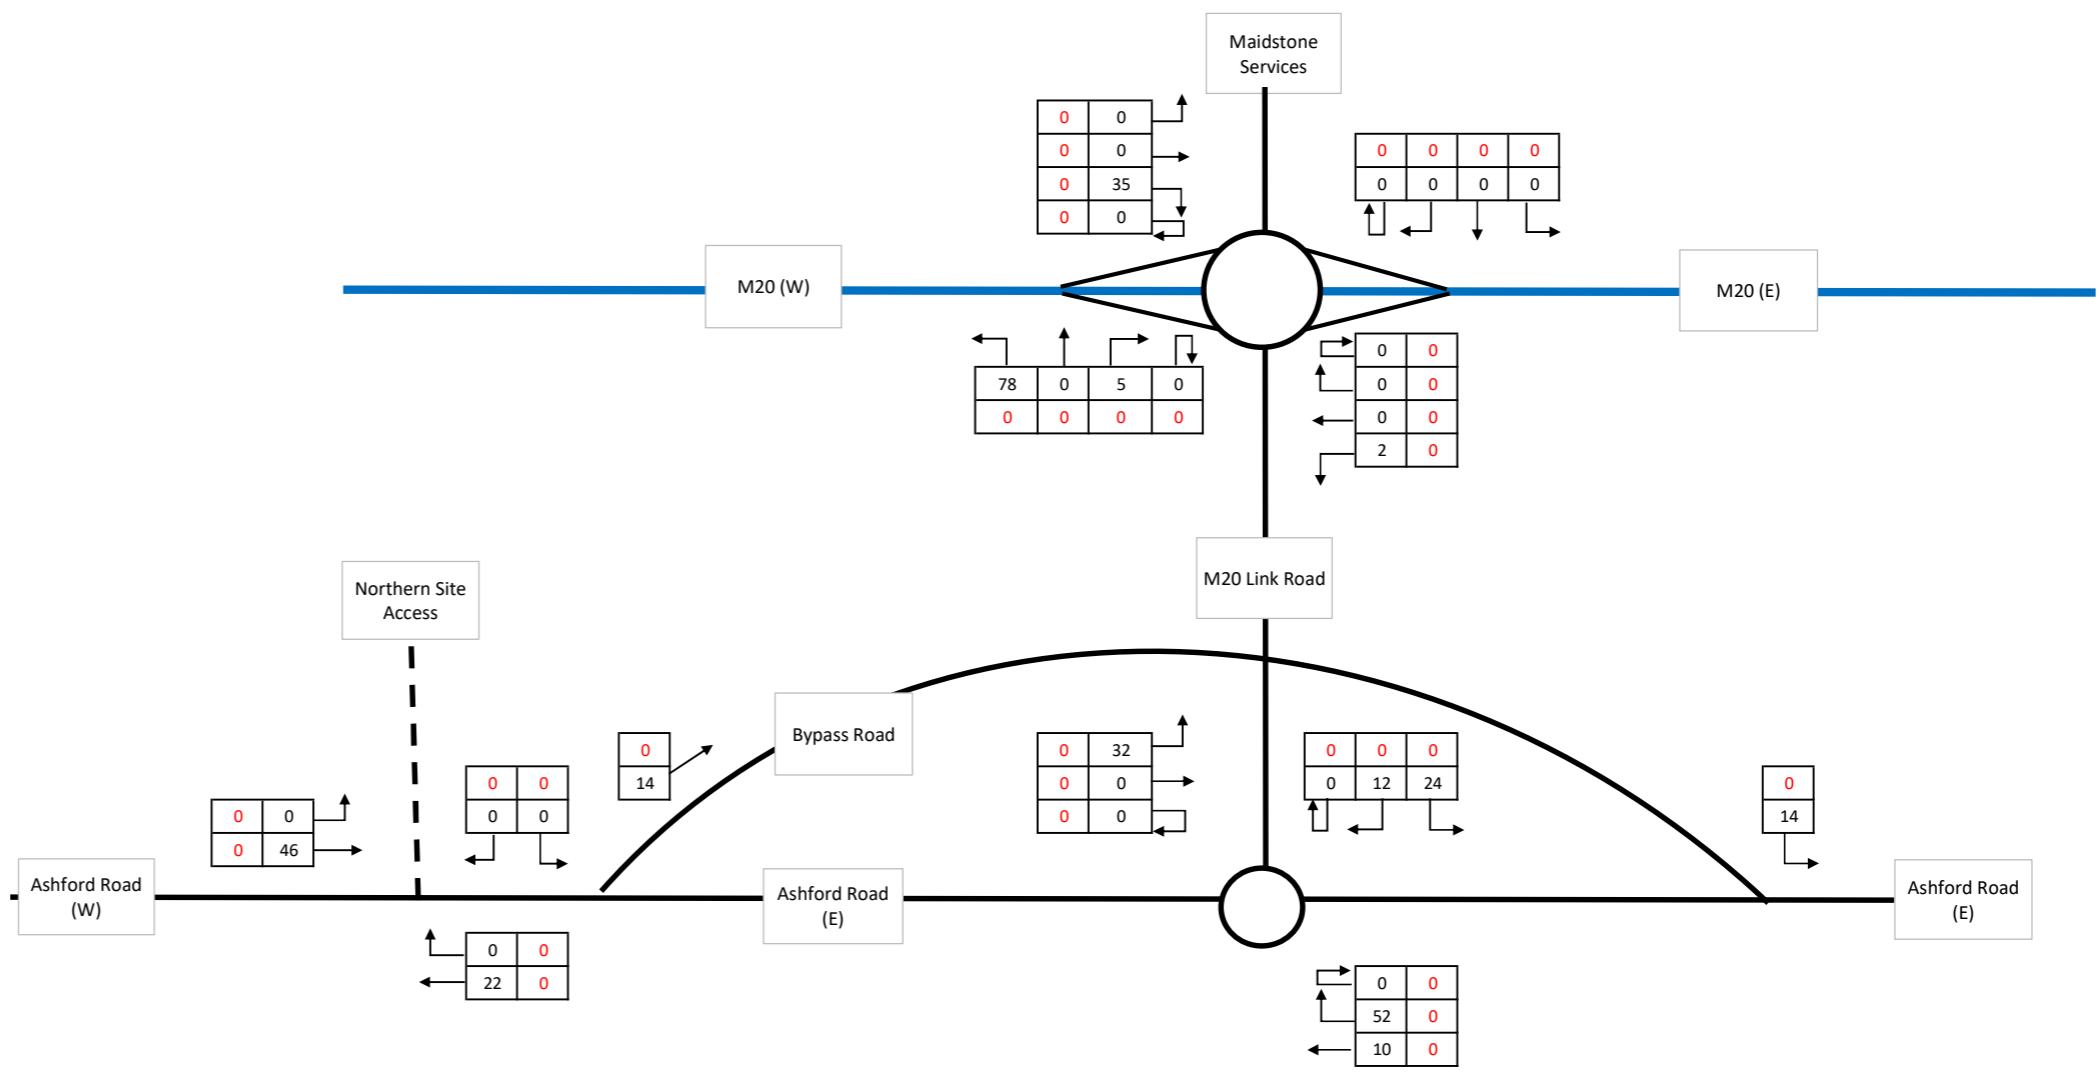 Maidstone
Services
0 0
0 0
0 35
0 0
0 0 0 0
0 0 0 0
M20 (W)
M20 (E)
78 0 5 0
0 0 0 0
0 0
0 0
0 0
2 0
M20 Link Road
Northern Site
Access
Bypass Road
0
14
0 0
0 0
0 0
0 46
0 32
0 0
0 0
0 0 0
0 12 24
0
14
Ashford Road
(W)
Ashford Road
(E)
Ashford Road
(E)
0 0
22 0
0 0
52 0
10 0